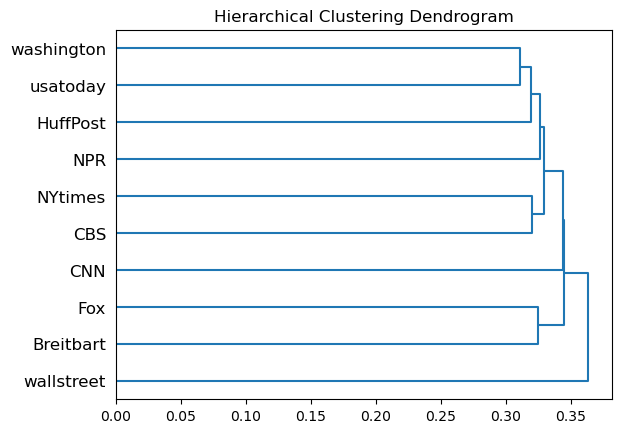 Hierarchical Clustering Dendrogram
washington
usatoday
HuffPost
NPR
NYtimes
CBS
CNN
Fox
Breitbart
wallstreet
0.00 0.05 0.10 0.15 0.20 0.25 0.30 0.35